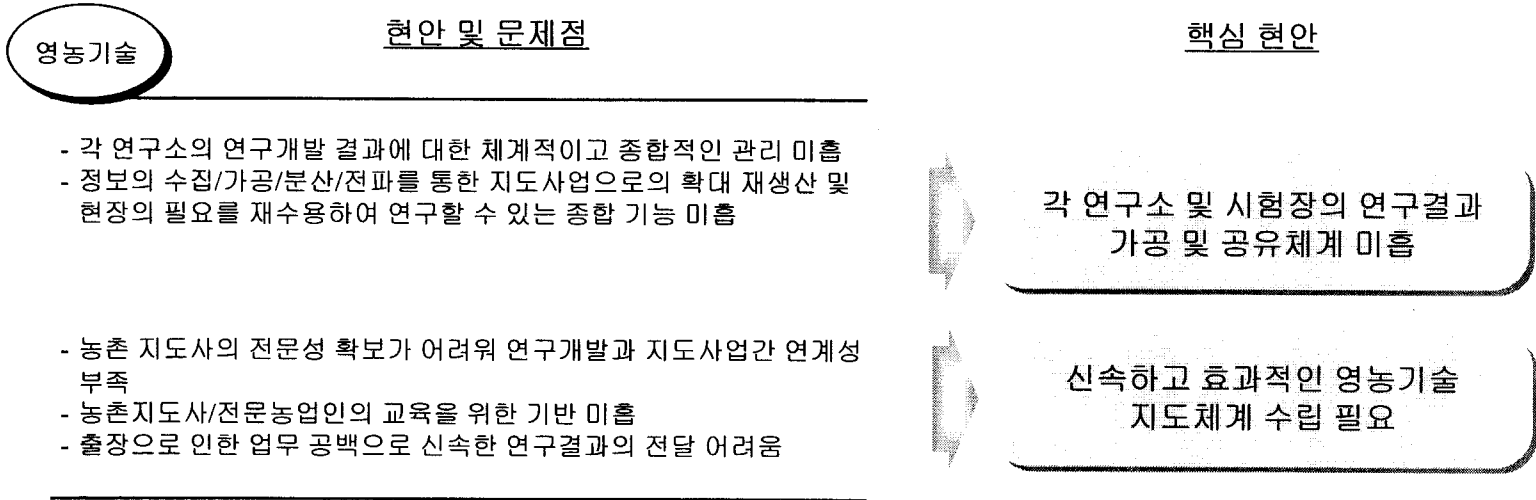 영농기술
현안 및 문제점
핵심 현안
- 각 연구소의 연구개발 결과에 대한 체계적이고 종합적인 관리 미흡
- 정보의 수집/가공/분산/전파를 통한 지도사업으로의 확대 재생산 및
현장의 필요를 재수용하여 연구할 수 있는 종합 기능 미흡
각 연구소 및 시험장의 연구결과
가공 및 공유체계 미흡
- 농촌 지도사의 전문성 확보가 어려워 연구개발과 지도사업간 연계성
부족
- 농촌지도사/전문농업인의 교육을 위한 기반 미흡
- 출장으로 인한 업무 공백으로 신속한 연구결과의 전달 어려움
신속하고 효과적인 영농기술
지도체계 수립 필요